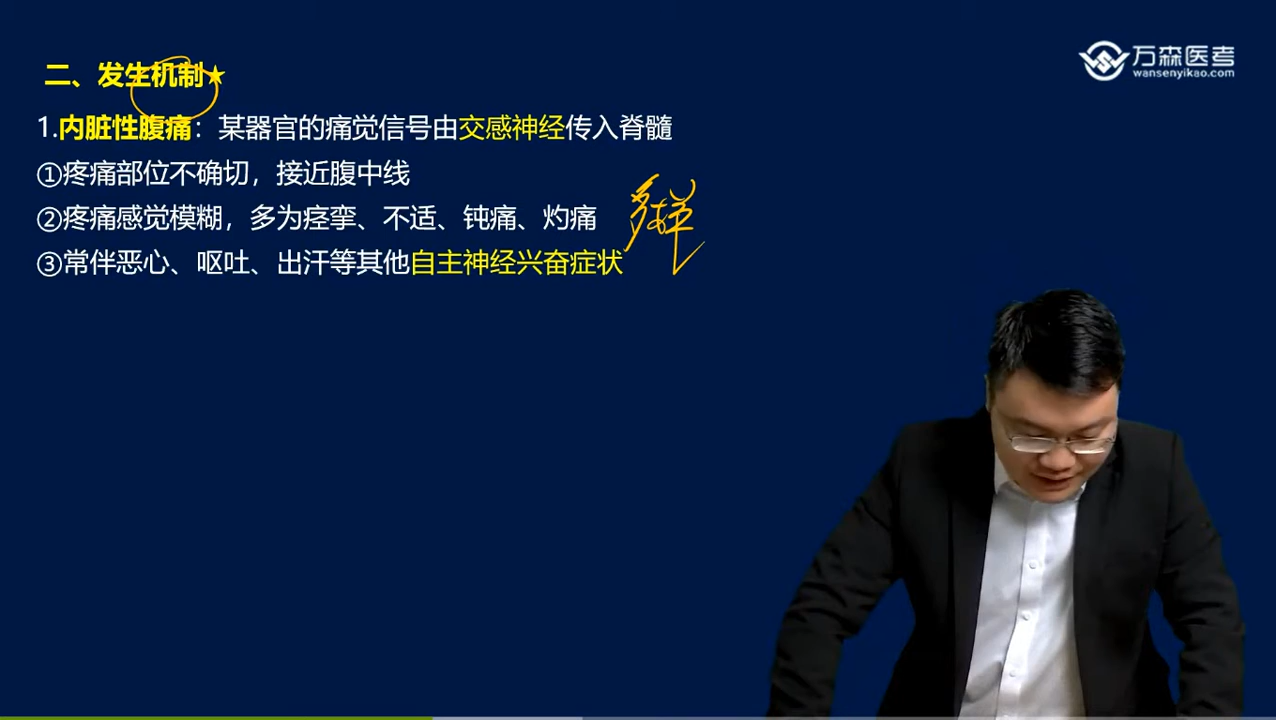 万森医考
wansenyikao.com
二、发生机制★
1.内脏性腹痛：某器官的痛觉信号由交感神经传入脊髓
①疼痛部位不确切，接近腹中线
②疼痛感觉模糊，多为痉挛、不适、钝痛、灼痛
多样
③常伴恶心、呕吐、出汗等其他自主神经兴奋症状